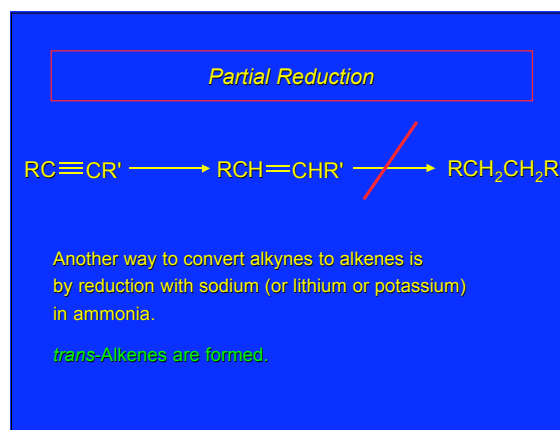 Partial Reduction
RC≡CR' → RCH=CHR' → RCH₂CH₂R
Another way to convert alkynes to alkenes is
by reduction with sodium (or lithium or potassium)
in ammonia.
trans-Alkenes are formed.